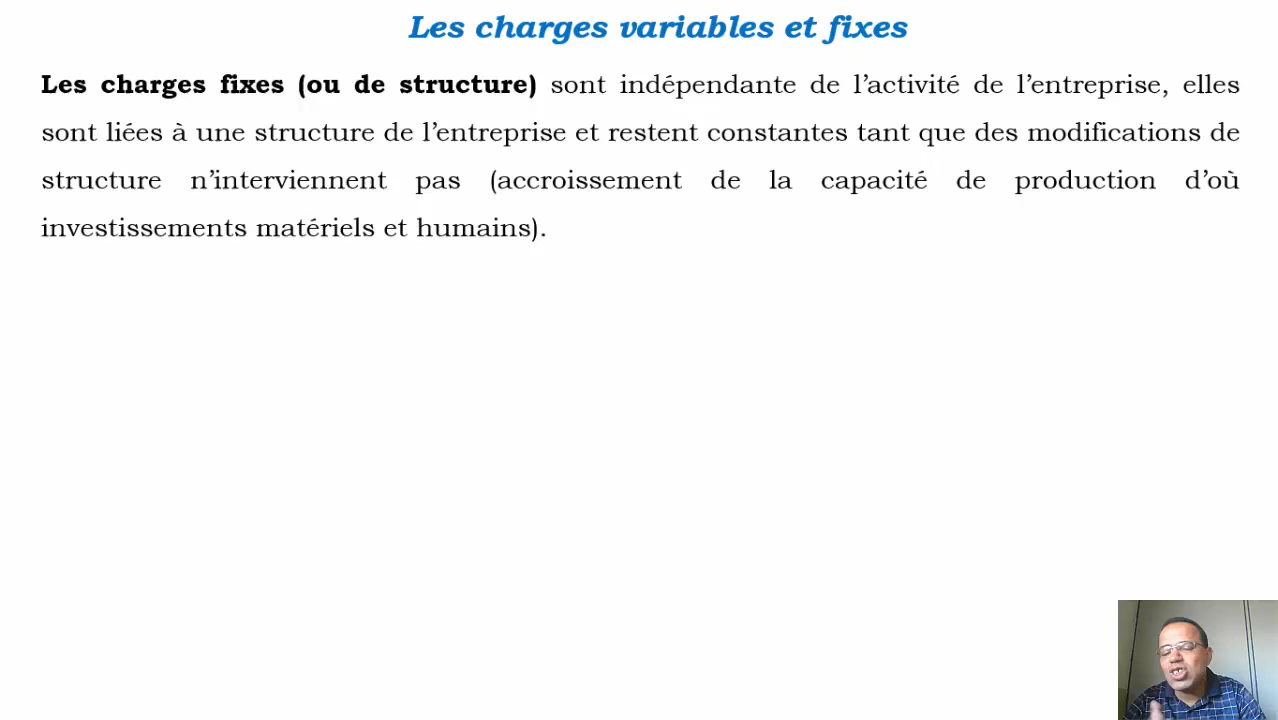 Les charges variables et fixes
Les charges fixes (ou de structure) sont indépendante de l’activité de l’entreprise, elles
sont liées à une structure de l’entreprise et restent constantes tant que des modifications de
structure n’interviennent pas (accroissement de la capacité de production d’où
investissements matériels et humains).